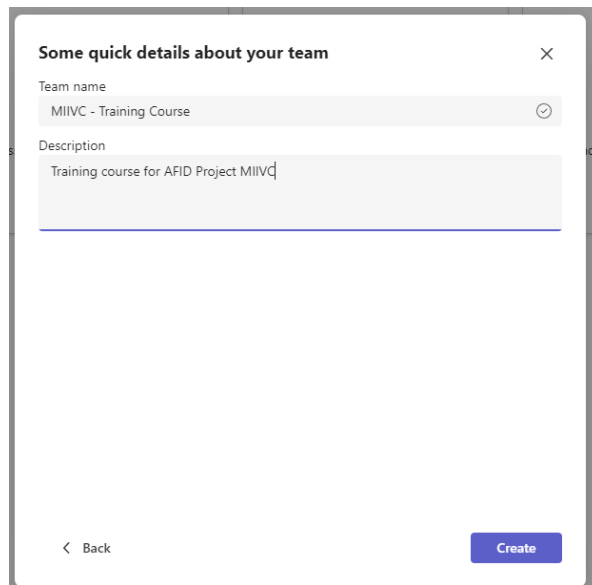 Some quick details about your team
Team name
MIIVC - Training Course
Description
Training course for AFID Project MIIVC
Back
Create